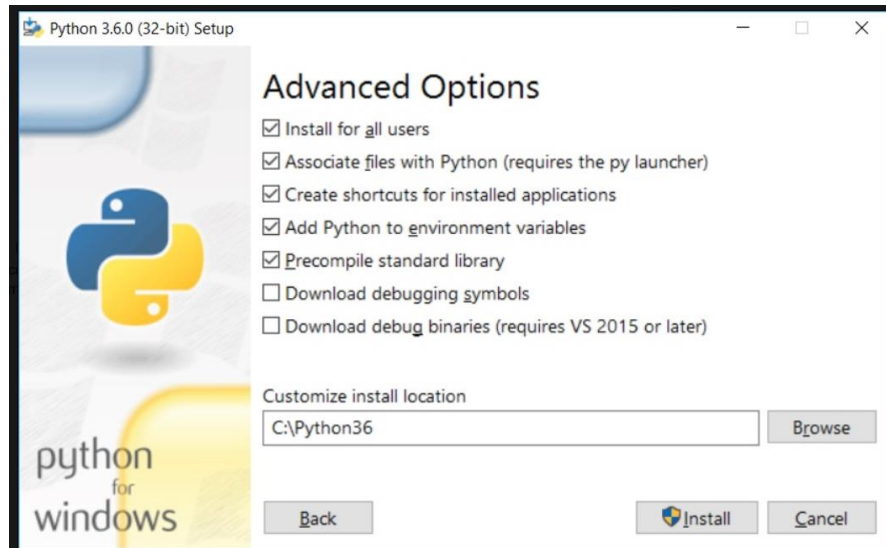 Python 3.6.0 (32-bit) Setup
Advanced Options
Install for all users
Associate files with Python (requires the py launcher)
Create shortcuts for installed applications
Add Python to environment variables
Precompile standard library
Download debugging symbols
Download debug binaries (requires VS 2015 or later)
Customize install location
C:\Python36
Browse
python
for
windows
Back
Install
Cancel